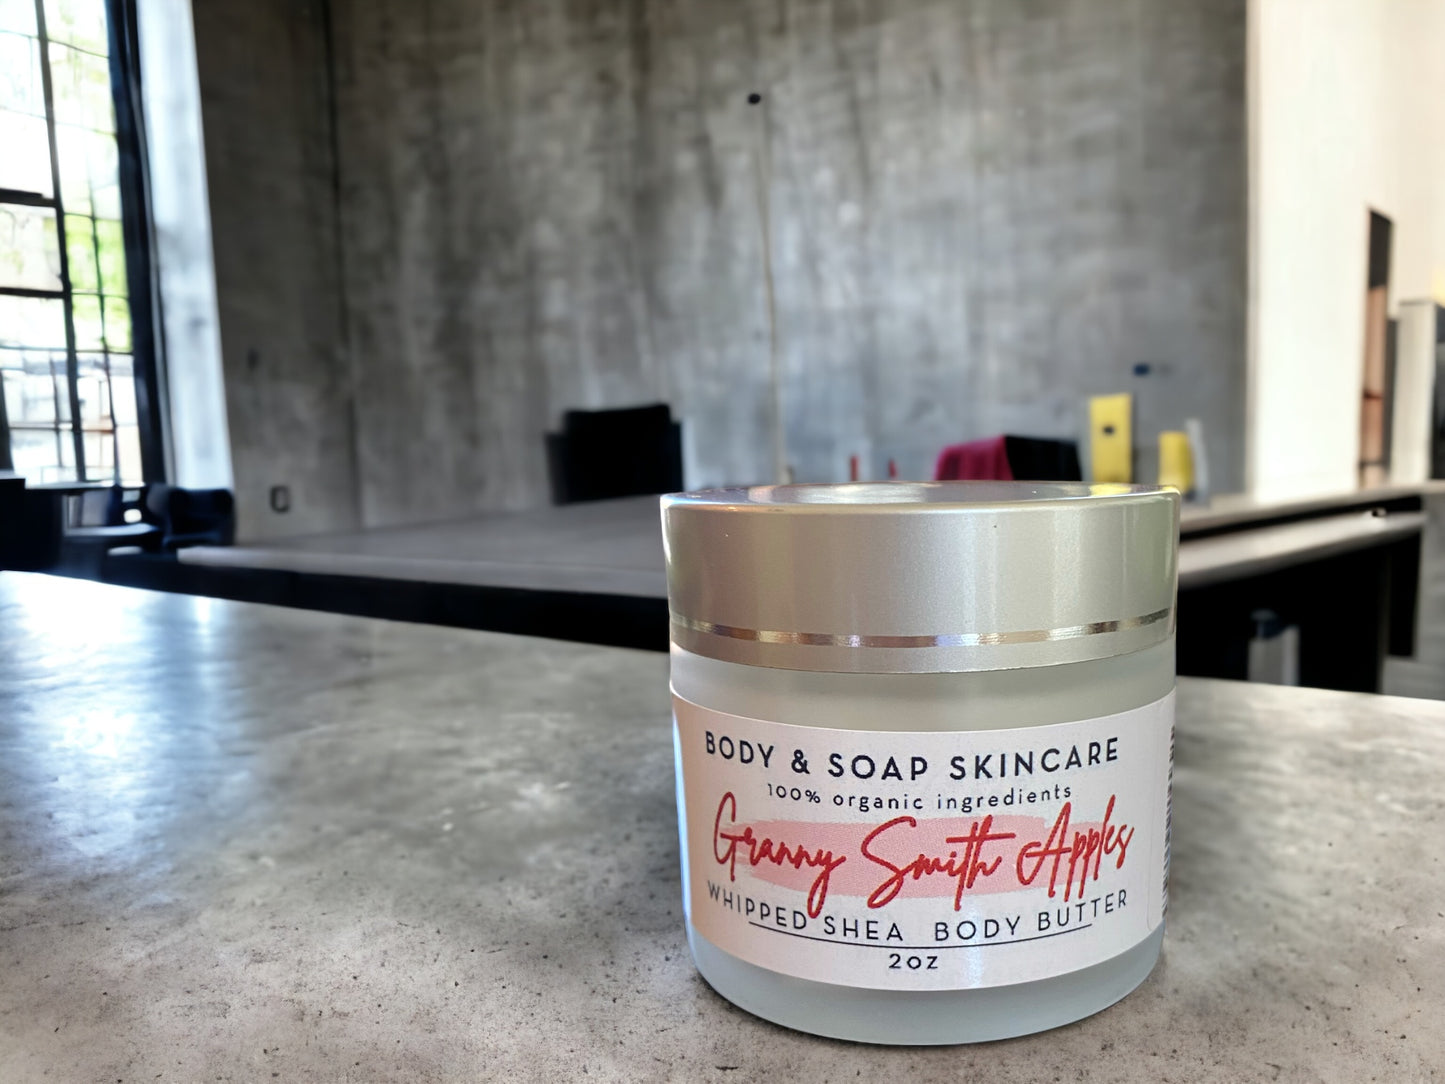 BODY & SOAP SKINCARE
100% organic ingredients
Granny Smith Apples
WHIPPED SHEA BODY BUTTER
2oz